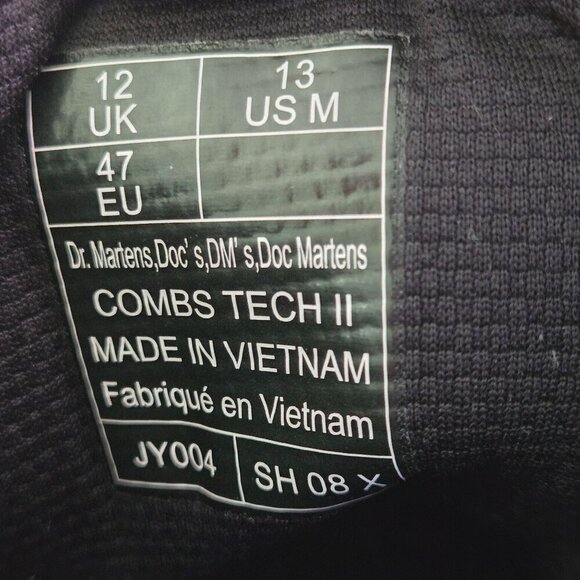 12
UK
13
US M
47
EU
Dr. Martens,Doc's,DM's,Doc Martens
COMBS TECH II
MADE IN VIETNAM
Fabriqué en Vietnam
JY004
SH 08 X